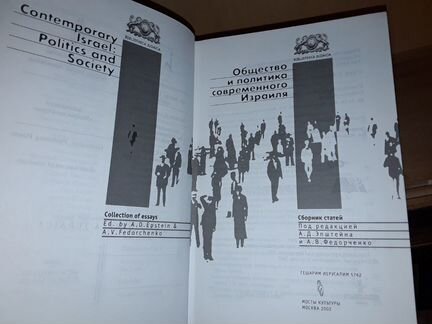 Contemporary
Israel:
Politics and
Society
Collection of essays
Ed. by A.D.Epstein &
A.V.Fedorchenko
Общество
и политика
современного
Израиля
Сборник статей
Под редакцией
А.Д.Эпштейна
и А.В.Федорченко
ГЕШАРИМ ИЕРУСАЛИМ 5762
МОСТЫ КУЛЬТУРЫ
МОСКВА 2002